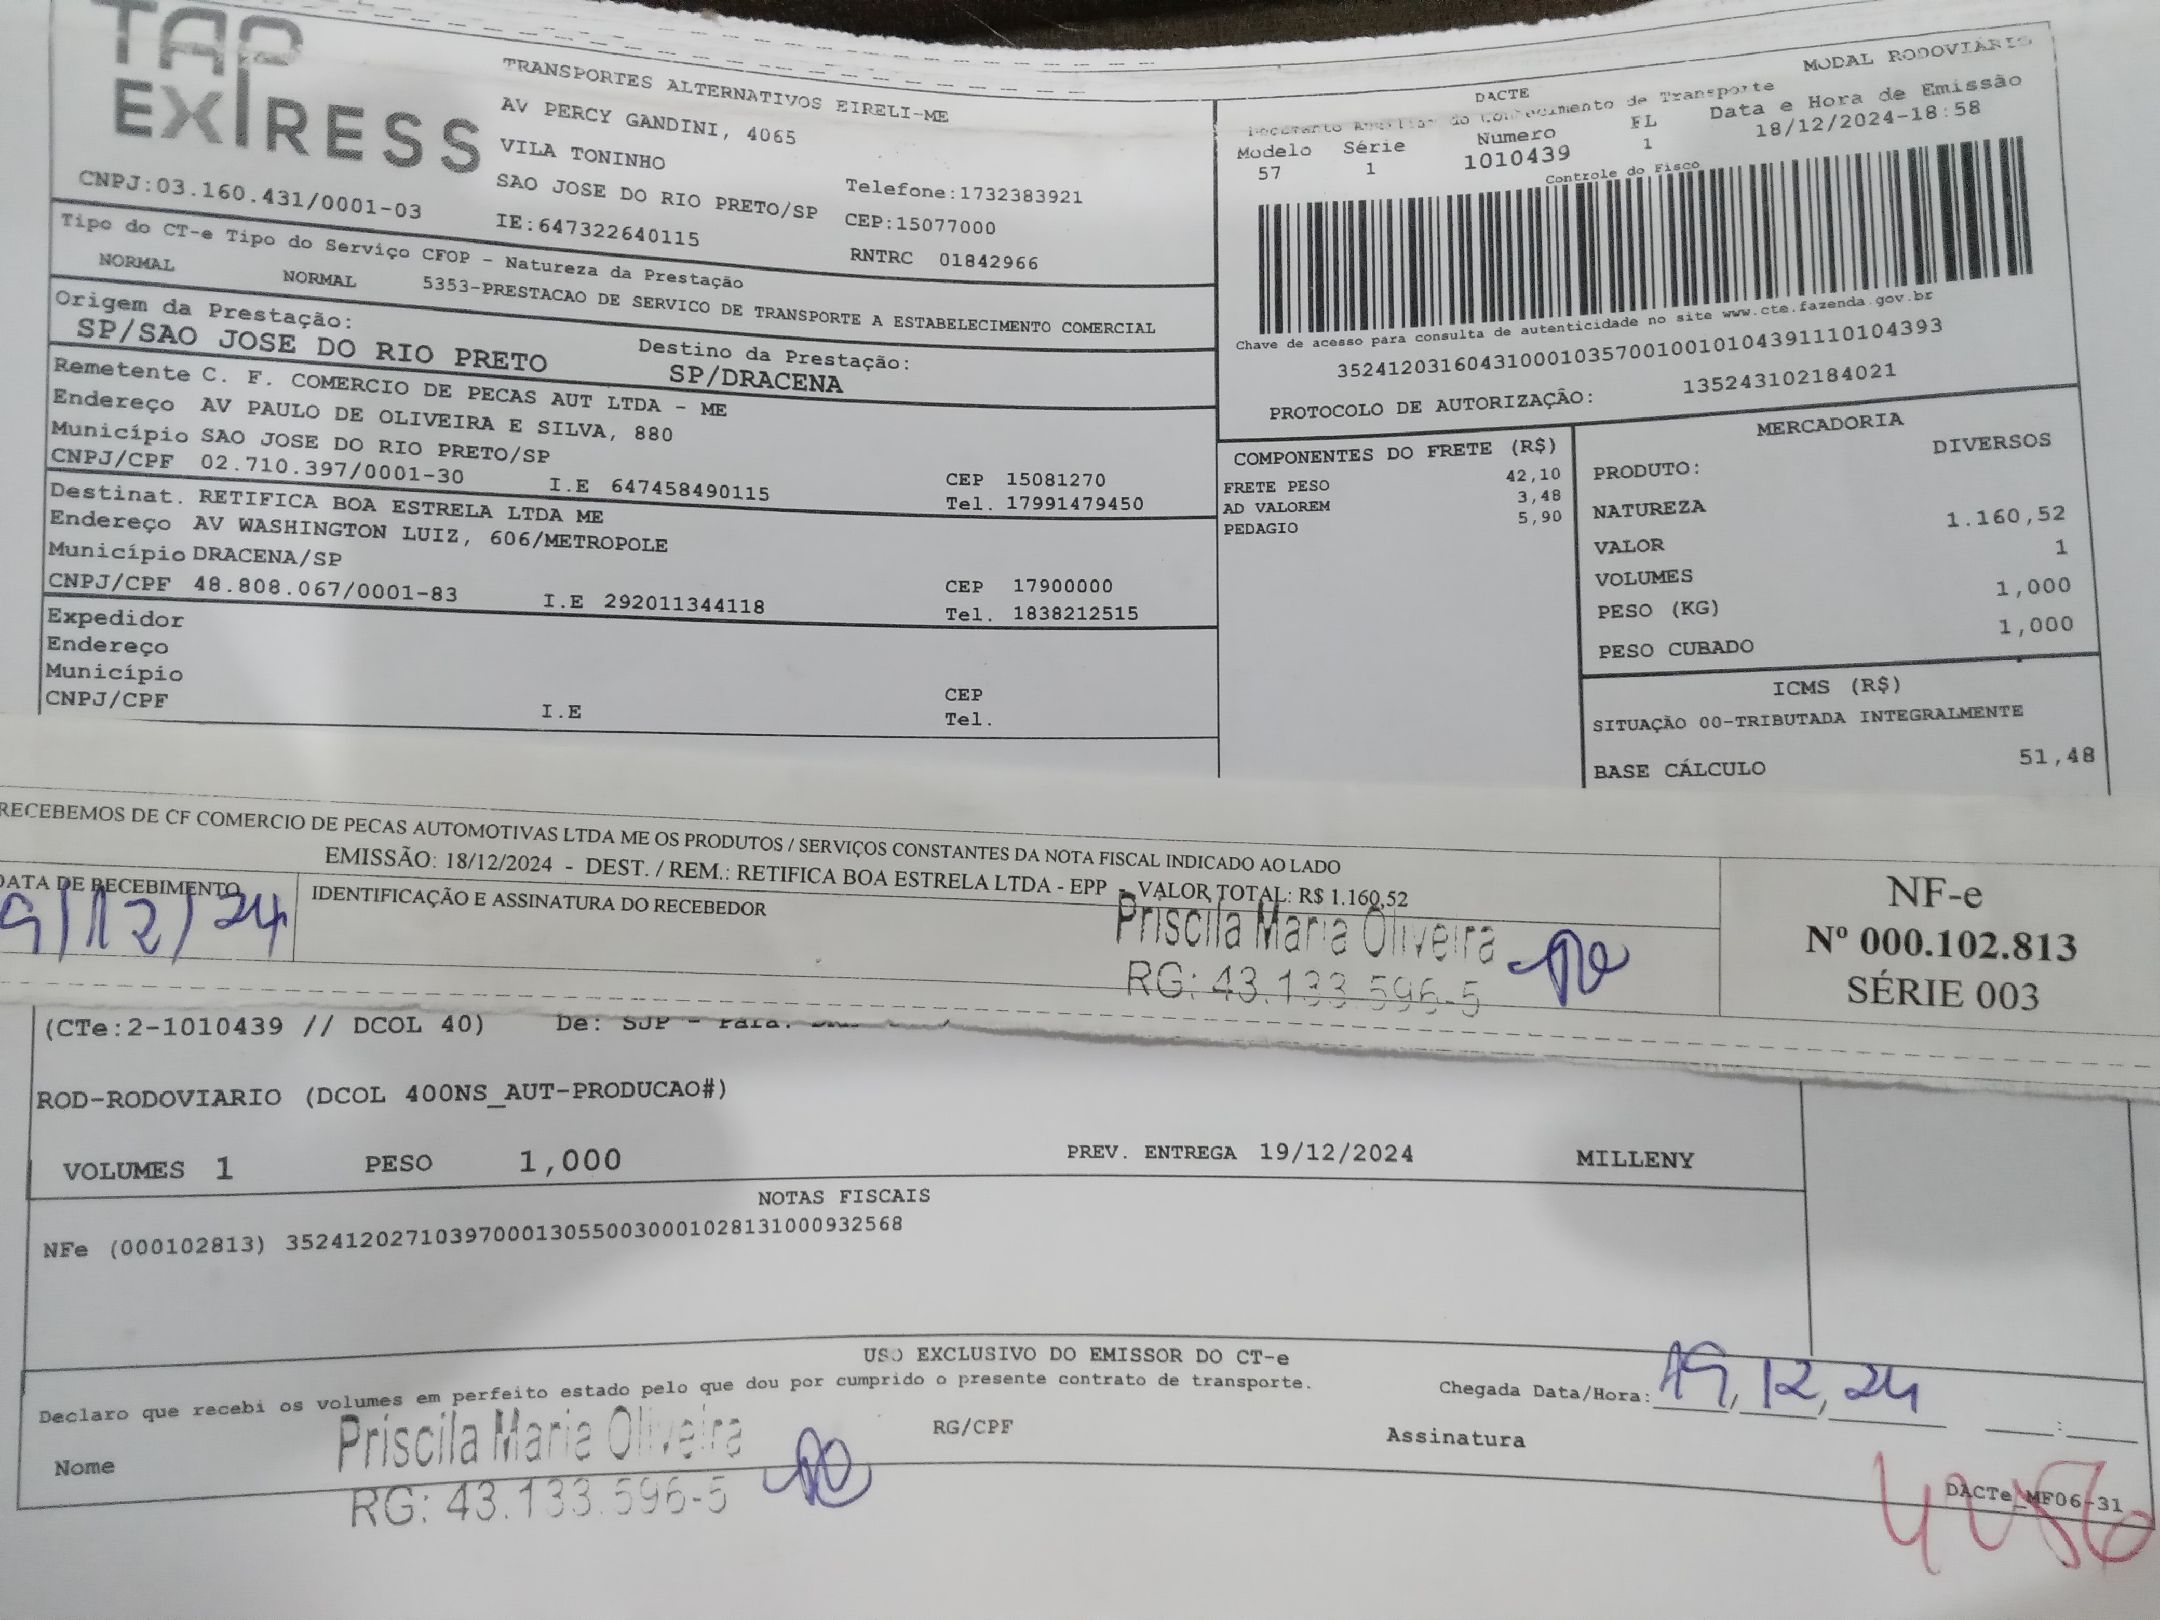 TAP
EXPRESS
TRANSPORTES ALTERNATIVOS EIRELI-ME
AV PERCY GANDINI, 4065
VILA TONINHO
SAO JOSE DO RIO PRETO/SP
Telefone:1732383921
CEP:15077000
CNPJ:03.160.431/0001-03
IE:647322640115
RNTRC 01842966
Tipo do CT-e Tipo do Serviço CFOP - Natureza da Prestação
NORMAL NORMAL 5353-PRESTACAO DE SERVICO DE TRANSPORTE A ESTABELECIMENTO COMERCIAL
Origem da Prestação:
SP/SAO JOSE DO RIO PRETO
Destino da Prestação:
SP/DRACENA
Remetente C. F. COMERCIO DE PECAS AUT LTDA - ME
Endereço AV PAULO DE OLIVEIRA E SILVA, 880
Município SAO JOSE DO RIO PRETO/SP
CEP 15081270
CNPJ/CPF 02.710.397/0001-30 I.E 647458490115
Tel. 17991479450
Destinat. RETIFICA BOA ESTRELA LTDA ME
Endereço AV WASHINGTON LUIZ, 606/METROPOLE
Município DRACENA/SP
CEP 17900000
CNPJ/CPF 48.808.067/0001-83 I.E 292011344118
Tel. 1838212515
Expedidor
Endereço
Município
CEP
CNPJ/CPF I.E Tel.
DACTE
MODAL RODOVIÁRIO
Documento Auxiliar do Conhecimento de Transporte
Modelo Série Numero FL Data e Hora de Emissão
57 1 1010439 1 18/12/2024-18:58
Controle do Fisco
Chave de acesso para consulta de autenticidade no site www.cte.fazenda.gov.br
35241203160431000103570010010104391110104393
PROTOCOLO DE AUTORIZAÇÃO: 135243102184021
COMPONENTES DO FRETE (R$)
FRETE PESO 42,10
AD VALOREM 3,48
PEDAGIO 5,90
MERCADORIA
PRODUTO: DIVERSOS
NATUREZA
VALOR 1.160,52
VOLUMES 1
PESO (KG) 1,000
PESO CUBADO 1,000
ICMS (R$)
SITUAÇÃO 00-TRIBUTADA INTEGRALMENTE
BASE CÁLCULO 51,48
RECEBEMOS DE CF COMERCIO DE PECAS AUTOMOTIVAS LTDA ME OS PRODUTOS / SERVIÇOS CONSTANTES DA NOTA FISCAL INDICADO AO LADO
EMISSÃO: 18/12/2024 - DEST. / REM.: RETIFICA BOA ESTRELA LTDA - EPP - VALOR TOTAL: R$ 1.160,52
DATA DE RECEBIMENTO
9/12/24
IDENTIFICAÇÃO E ASSINATURA DO RECEBEDOR
Priscila Maria Oliveira
RG: 43.133.596-5
NF-e
Nº 000.102.813
SÉRIE 003
(CTe:2-1010439 // DCOL 40) De: SJP - Para:
ROD-RODOVIARIO (DCOL 400NS_AUT-PRODUCAO#)
VOLUMES 1 PESO 1,000 PREV. ENTREGA 19/12/2024 MILLENY
NOTAS FISCAIS
NFe (000102813) 35241202710397000130550030001028131000932568
USO EXCLUSIVO DO EMISSOR DO CT-e
Declaro que recebi os volumes em perfeito estado pelo que dou por cumprido o presente contrato de transporte.
Chegada Data/Hora: 19, 12, 24 :
Nome Priscila Maria Oliveira
RG: 43.133.596-5
RG/CPF
Assinatura
DACTe_MF06-31